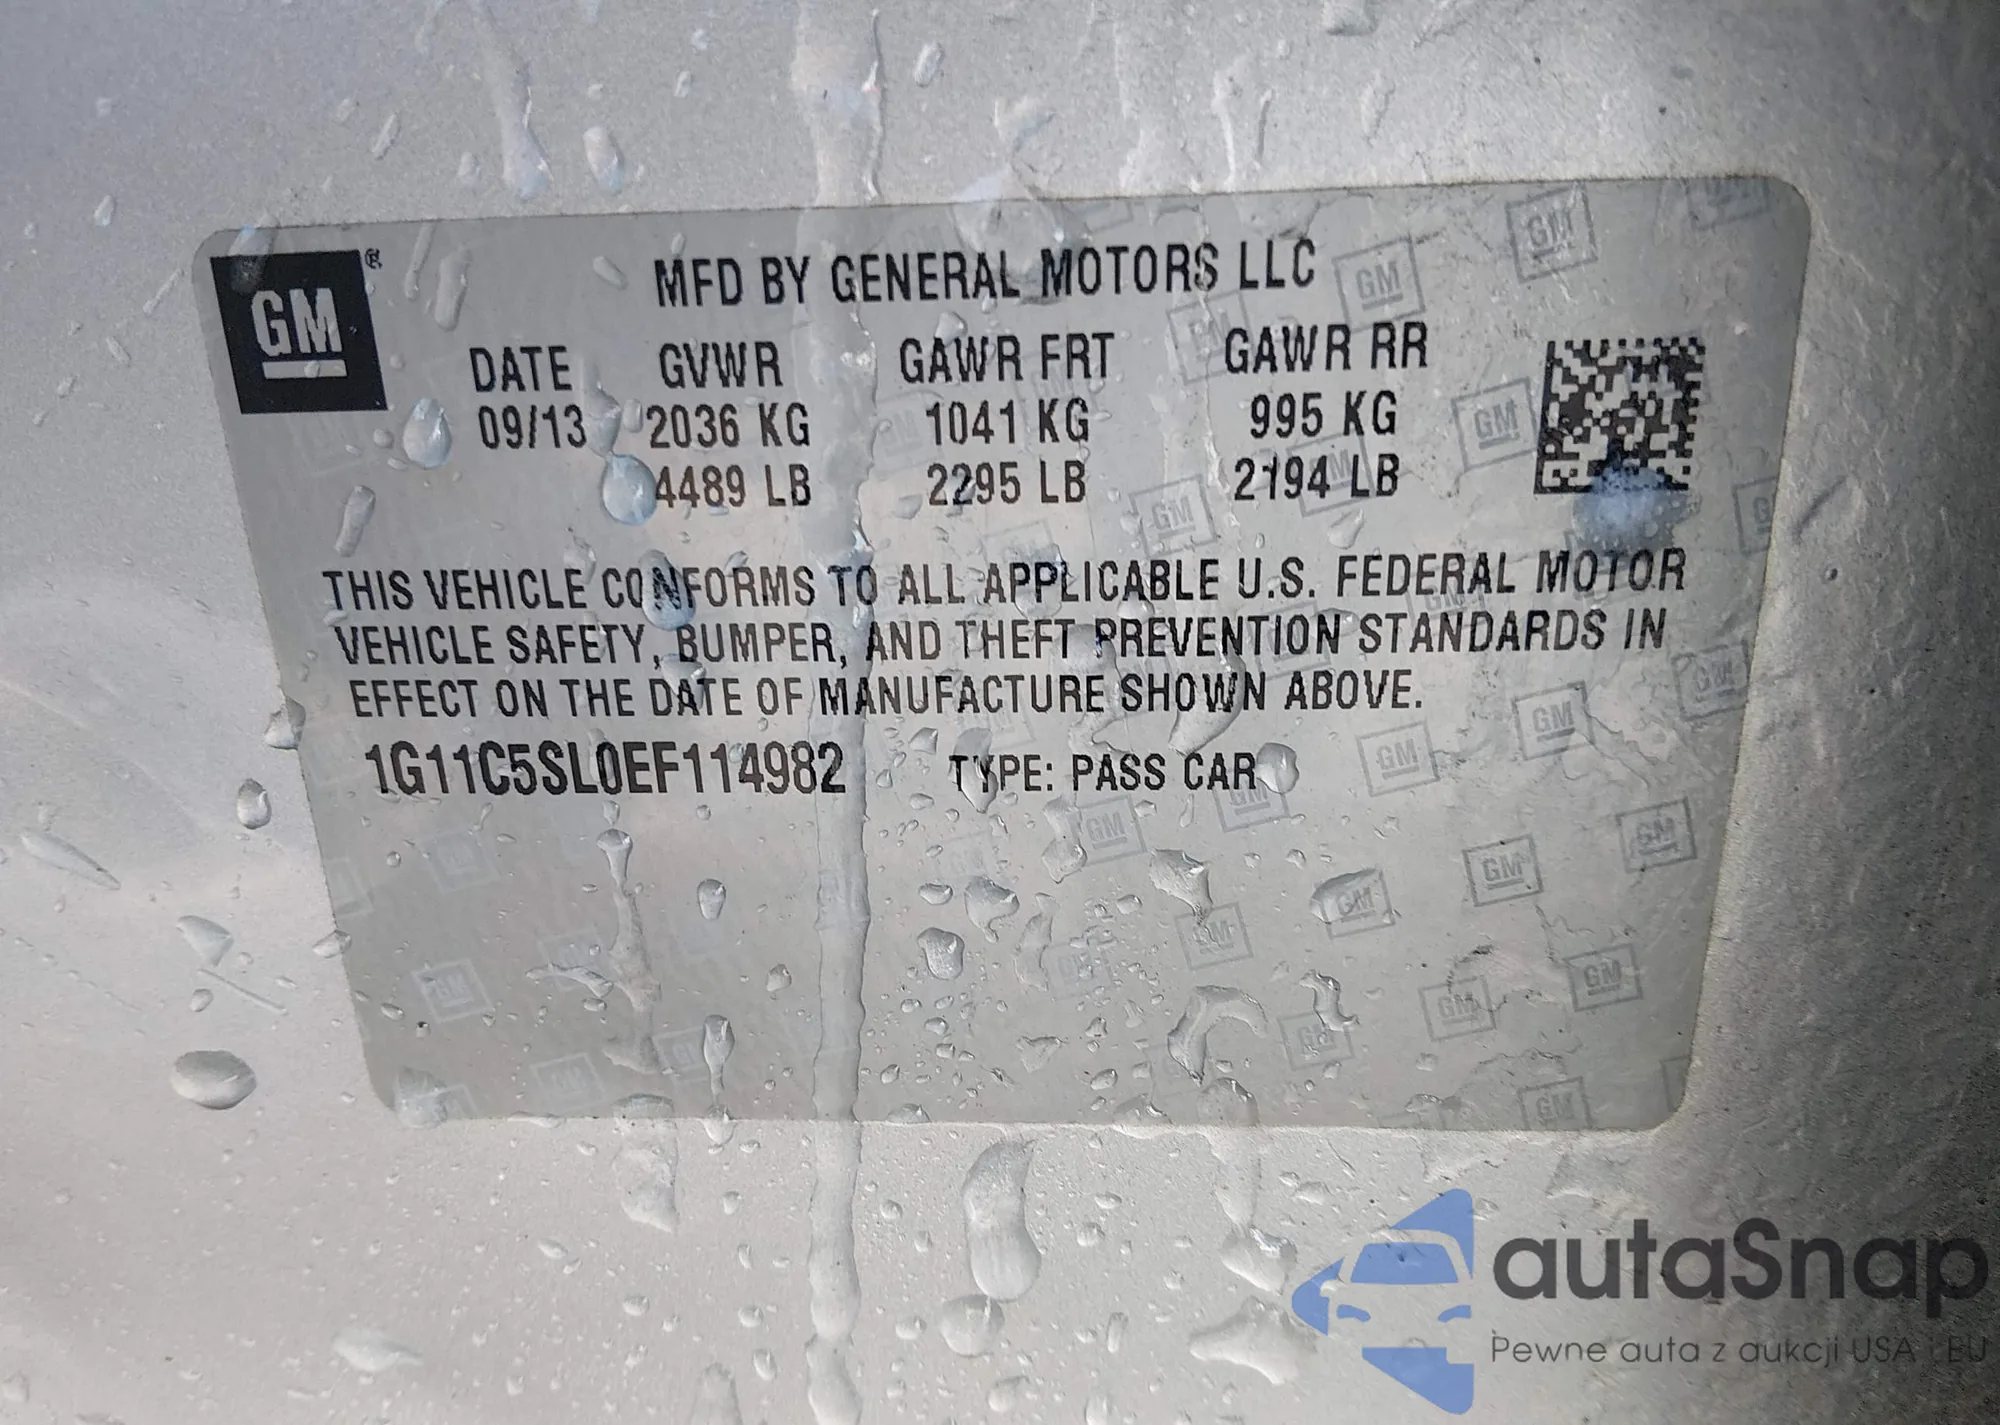 GM ®
MFD BY GENERAL MOTORS LLC
DATE GVWR GAWR FRT GAWR RR
09/13 2036 KG 1041 KG 995 KG
4489 LB 2295 LB 2194 LB
THIS VEHICLE CONFORMS TO ALL APPLICABLE U.S. FEDERAL MOTOR
VEHICLE SAFETY, BUMPER, AND THEFT PREVENTION STANDARDS IN
EFFECT ON THE DATE OF MANUFACTURE SHOWN ABOVE.
1G11C5SL0EF114982 TYPE: PASS CAR
autaSnap
Pewne auta z aukcji USA i EU